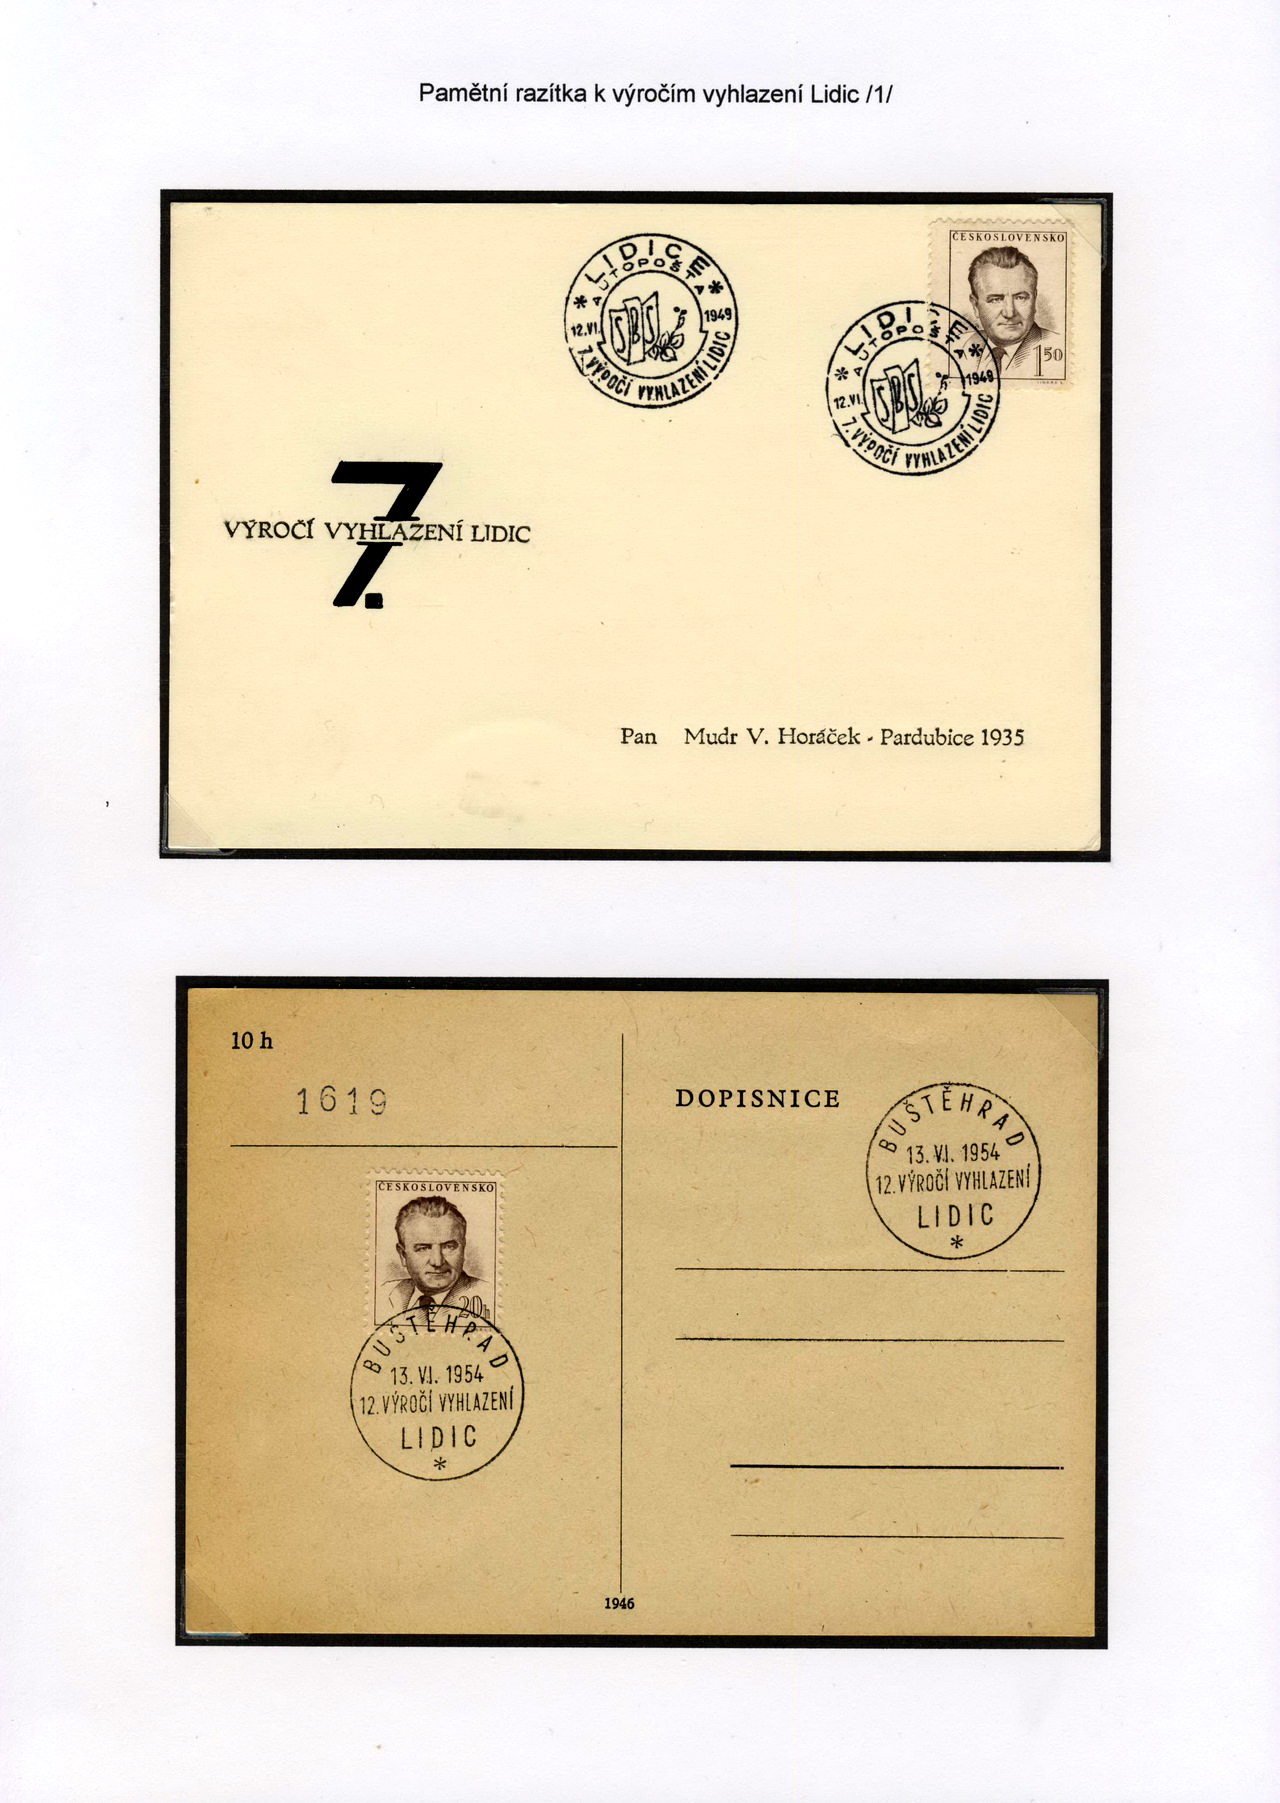 Pamětní razítka k výročím vyhlazení Lidic /1/
ČESKOSLOVENSKO
1 50
LIDICE
AUTOPOŠTA
12.VI. 1949
SBS
7. VÝROČÍ VYHLAZENÍ LIDIC
LIDICE
AUTOPOŠTA
12.VI. 1949
SBS
7. VÝROČÍ VYHLAZENÍ LIDIC
7.
VÝROČÍ VYHLAZENÍ LIDIC
Pan Mudr V. Horáček - Pardubice 1935
10 h
1619
DOPISNICE
BUŠTĚHRAD
13. VI. 1954
12. VÝROČÍ VYHLAZENÍ
LIDIC
*
ČESKOSLOVENSKO
20h
BUŠTĚHRAD
13. VI. 1954
12. VÝROČÍ VYHLAZENÍ
LIDIC
*
1946